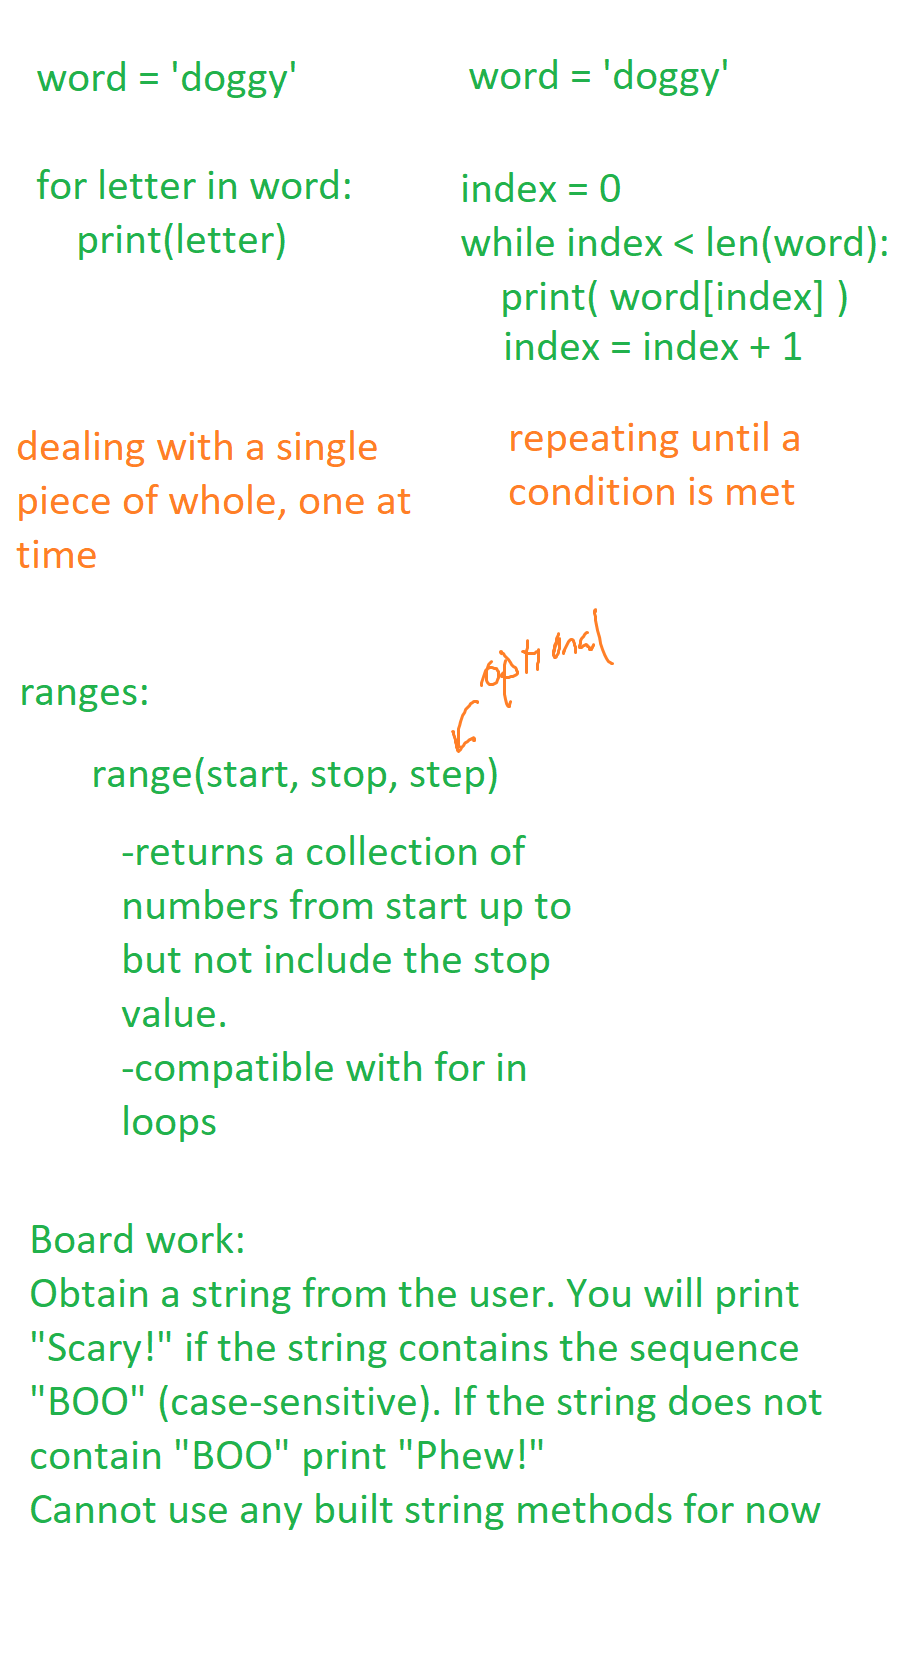 word = 'doggy'
for letter in word:
print(letter)
word = 'doggy'
index = 0
while index < len(word):
print( word[index] )
index = index + 1
dealing with a single
piece of whole, one at
time
repeating until a
condition is met
optional
ranges:
range(start, stop, step)
-returns a collection of
numbers from start up to
but not include the stop
value.
-compatible with for in
loops
Board work:
Obtain a string from the user. You will print
"Scary!" if the string contains the sequence
"BOO" (case-sensitive). If the string does not
contain "BOO" print "Phew!"
Cannot use any built string methods for now